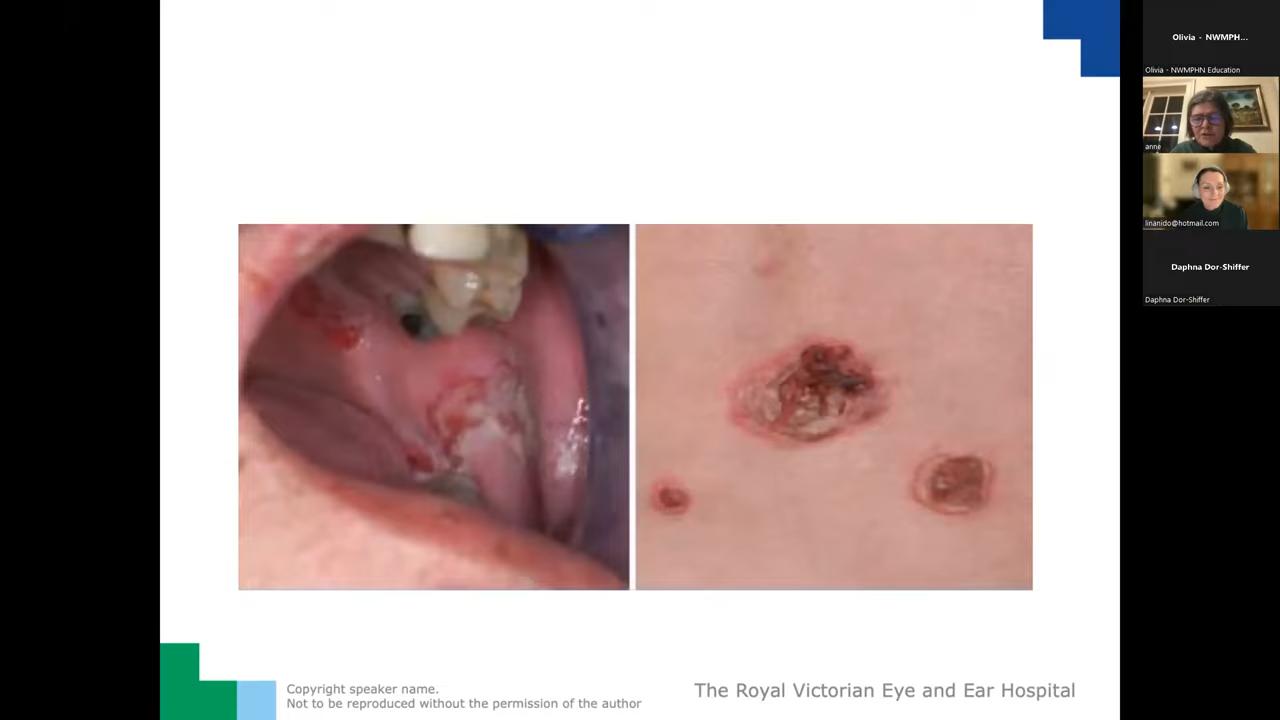 Copyright speaker name.
Not to be reproduced without the permission of the author
The Royal Victorian Eye and Ear Hospital
Olivia - NWMPH...
Olivia - NWMPHN Education
anne
linanido@hotmail.com
Daphna Dor-Shiffer
Daphna Dor-Shiffer